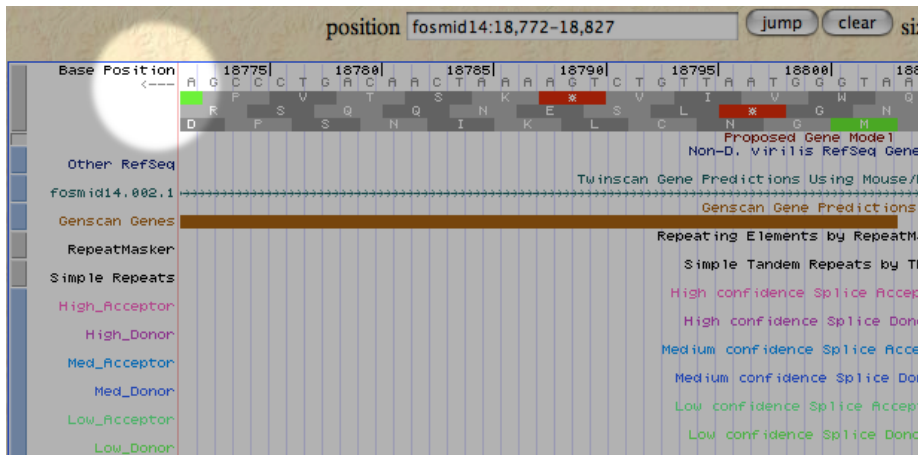 position fosmid14:18,772-18,827 jump clear
Base Position 18775| 18780| 18785| 18790| 18795| 18800|
<--- A G C C C T G A C A A C T A A A A G T C T G T T A A T G G G T A
P V T S K * V I V W Q
R S Q Q N E S L * G N
D P S N I K L C N G M
Proposed Gene Model
Non-D. virilis RefSeq Gene
Other RefSeq
Twinscan Gene Predictions Using Mouse/
fosmid14.002.1
Genscan Gene Predictions
Genscan Genes
Repeating Elements by RepeatM
RepeatMasker
Simple Tandem Repeats by T
Simple Repeats
High confidence Splice Accep
High_Acceptor
High confidence Splice Don
High_Donor
Medium confidence Splice Acce
Med_Acceptor
Medium confidence Splice Do
Med_Donor
Low confidence Splice Accep
Low_Acceptor
Low confidence Splice Dono
Low_Donor